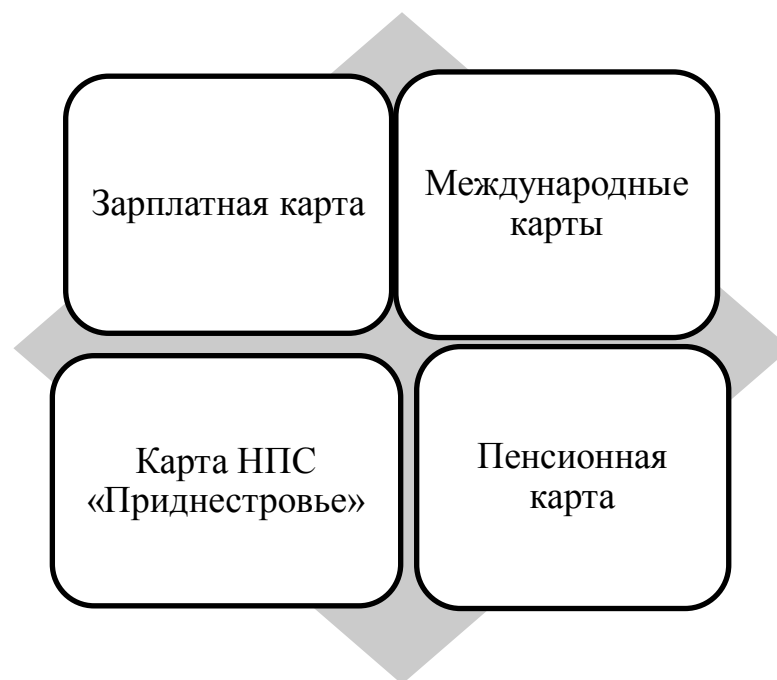 Зарплатная карта
Международные
карты
Карта НПС
«Приднестровье»
Пенсионная
карта